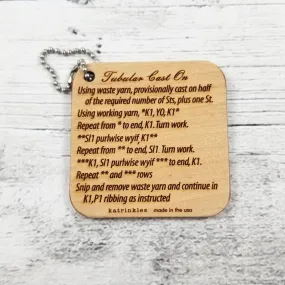 Tubular Cast On
Using waste yarn, provisionally cast on half
of the required number of Sts, plus one St.
Using working yarn, *K1, YO, K1*
Repeat from * to end, K1. Turn work.
**Sl1 purlwise wyif, K1**
Repeat from ** to end, Sl1. Turn work.
***K1, Sl1 purlwise wyif *** to end, K1.
Repeat ** and *** rows
Snip and remove waste yarn and continue in
K1,P1 ribbing as instructed
katrinkles made in the usa